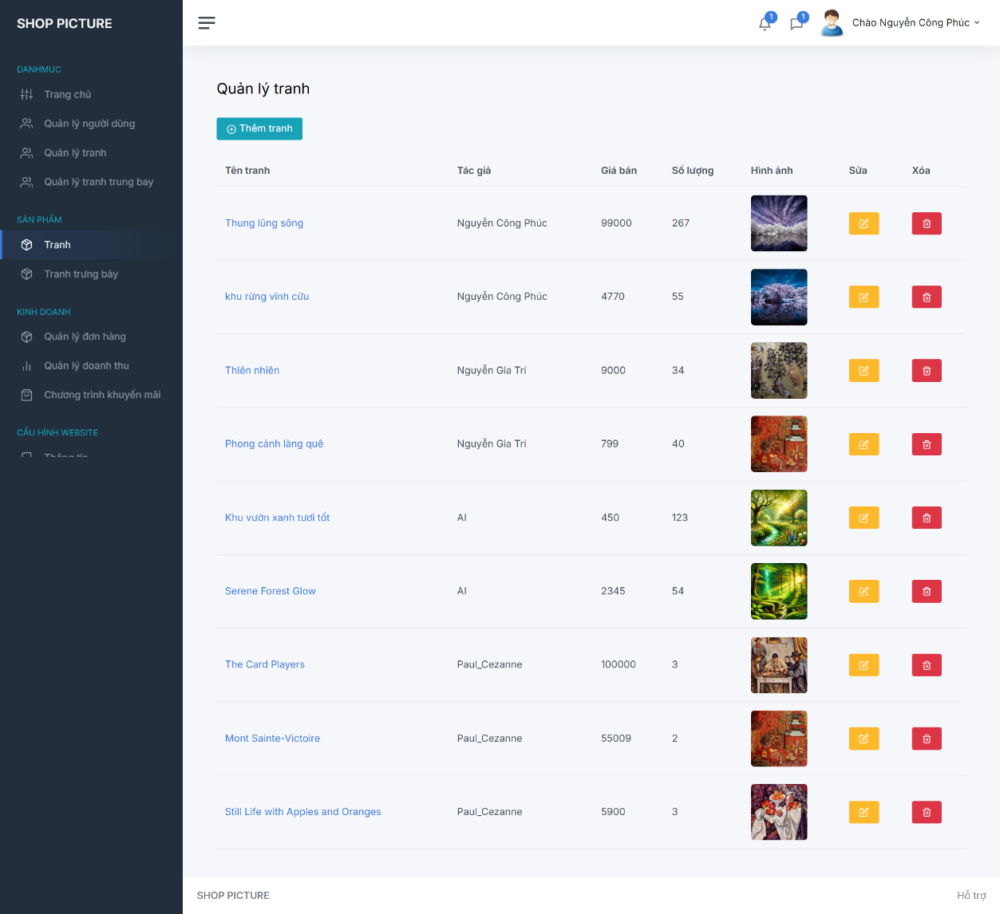 SHOP PICTURE
1
1
Chào Nguyễn Công Phúc
DANHMUC
Trang chủ
Quản lý người dùng
Quản lý tranh
Quản lý tranh trung bay
SẢN PHẨM
Tranh
Tranh trưng bày
KINH DOANH
Quản lý đơn hàng
Quản lý doanh thu
Chương trình khuyến mãi
CẤU HÌNH WEBSITE
Thông tin
Quản lý tranh
Thêm tranh
Tên tranh Tác giả Giá bán Số lượng Hình ảnh Sửa Xóa
Thung lũng sông Nguyễn Công Phúc 99000 267
khu rừng vĩnh cửu Nguyễn Công Phúc 4770 55
Thiên nhiên Nguyễn Gia Trí 9000 34
Phong cảnh làng quê Nguyễn Gia Trí 799 40
Khu vườn xanh tươi tốt AI 450 123
Serene Forest Glow AI 2345 54
The Card Players Paul_Cezanne 100000 3
Mont Sainte-Victoire Paul_Cezanne 55009 2
Still Life with Apples and Oranges Paul_Cezanne 5900 3
SHOP PICTURE
Hỗ trợ